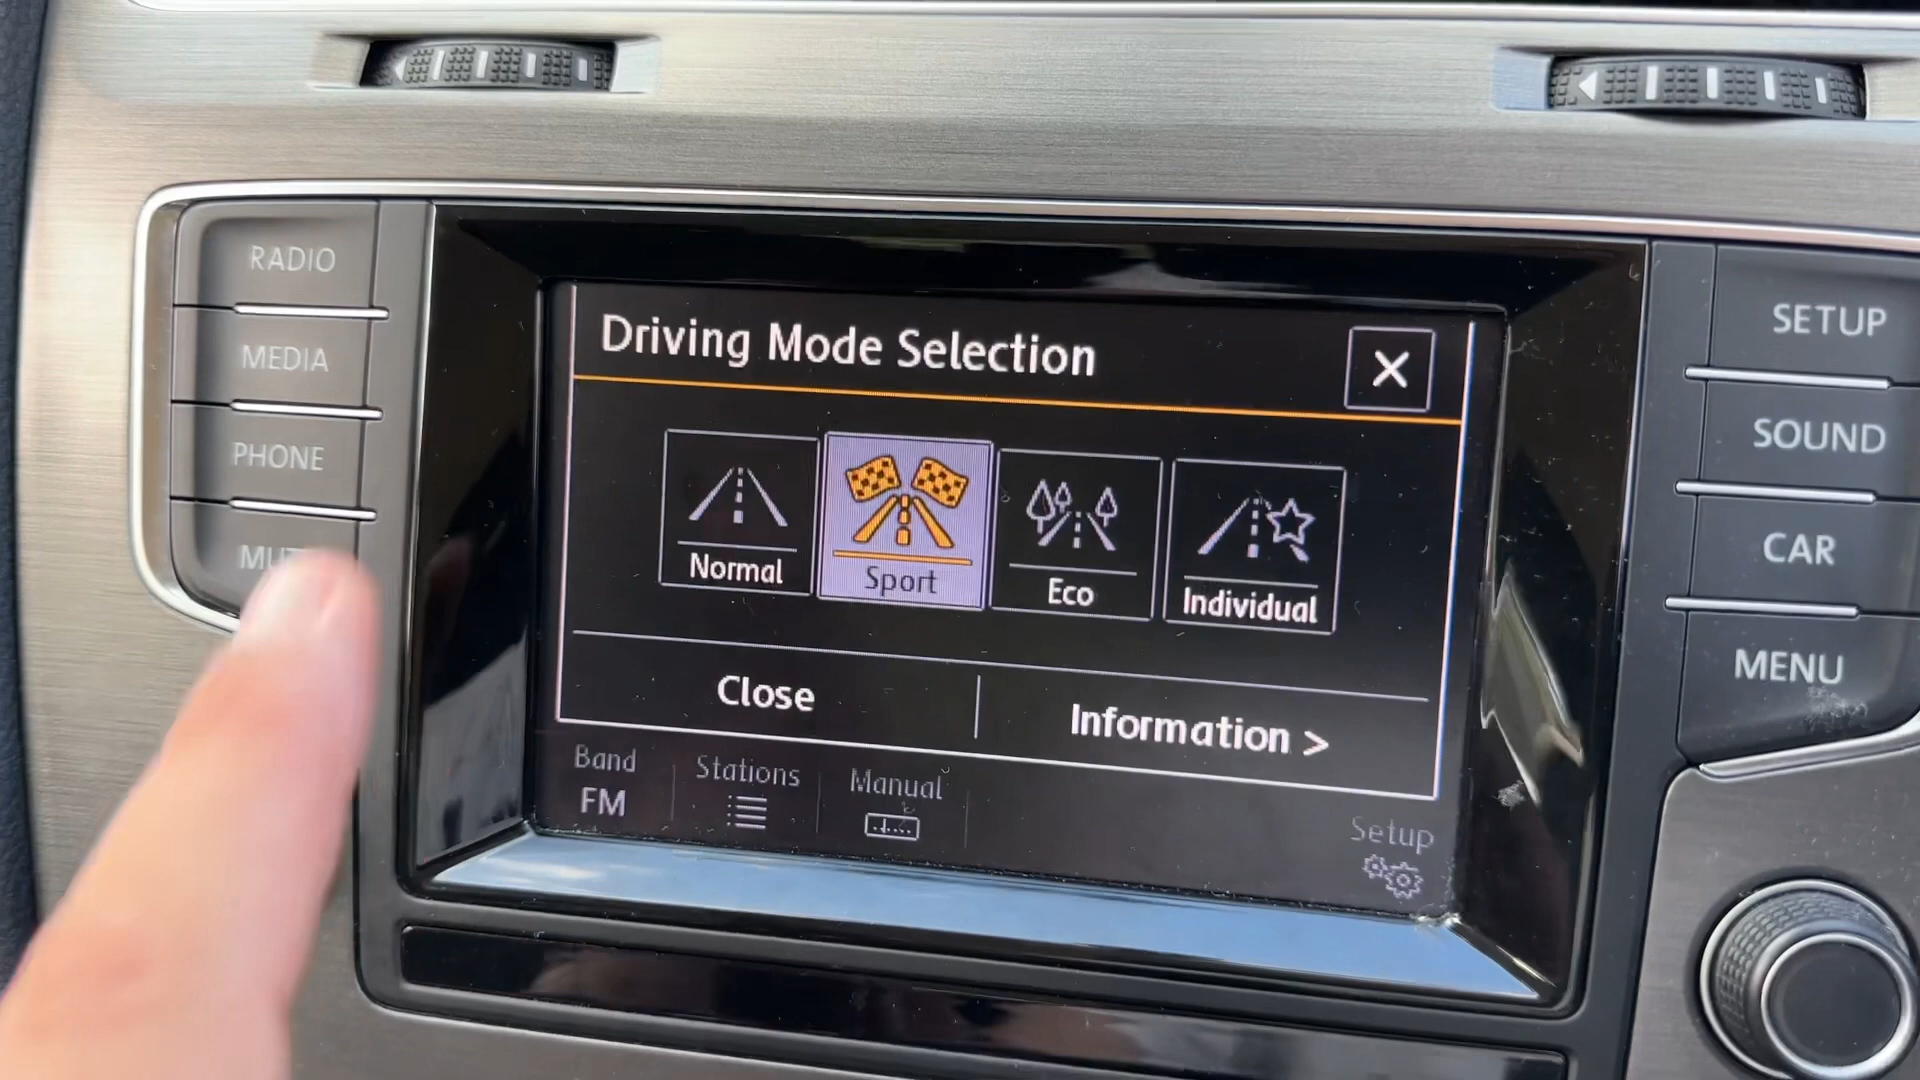 RADIO
MEDIA
PHONE
Driving Mode Selection
Normal
Sport
Eco
Individual
Close
Information >
Band
FM
Stations
Manual
Setup
SETUP
SOUND
CAR
MENU